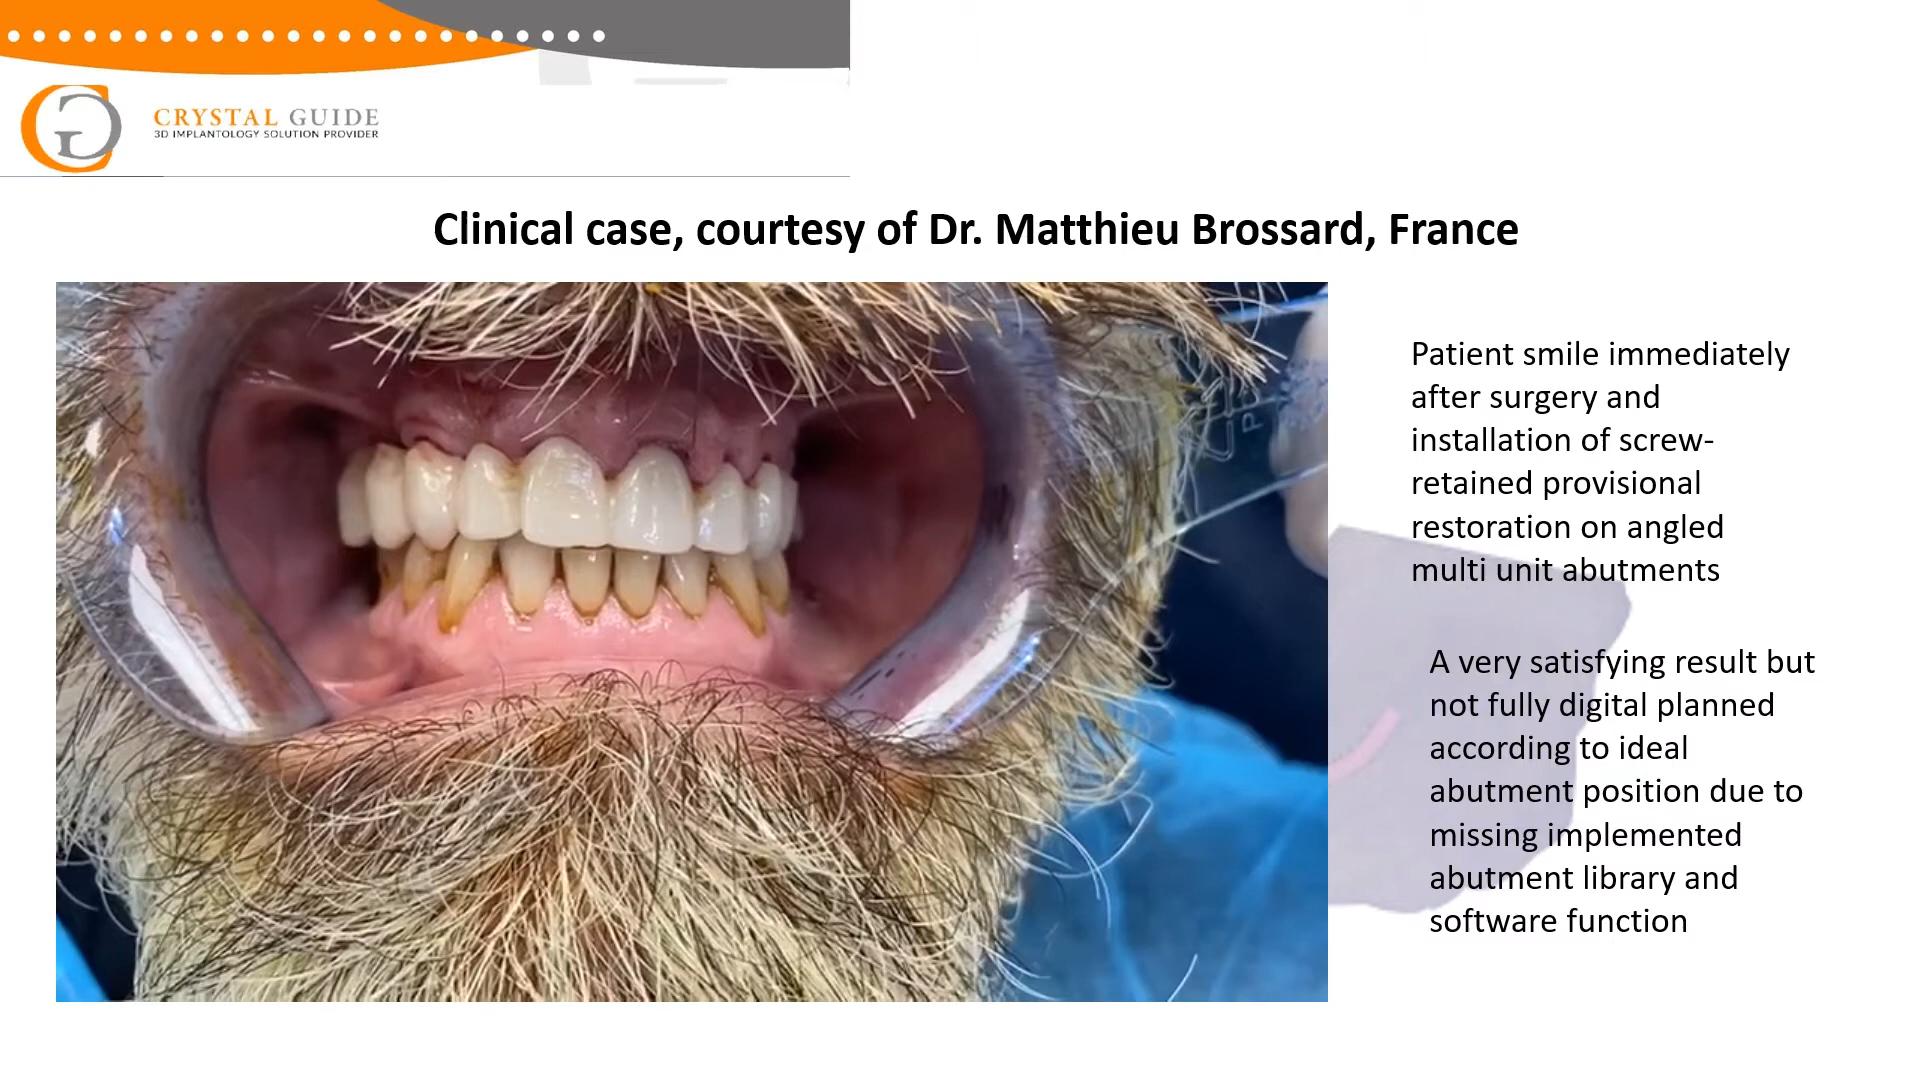 CRYSTAL GUIDE
3D IMPLANTOLOGY SOLUTION PROVIDER
Clinical case, courtesy of Dr. Matthieu Brossard, France
Patient smile immediately
after surgery and
installation of screw-
retained provisional
restoration on angled
multi unit abutments
A very satisfying result but
not fully digital planned
according to ideal
abutment position due to
missing implemented
abutment library and
software function